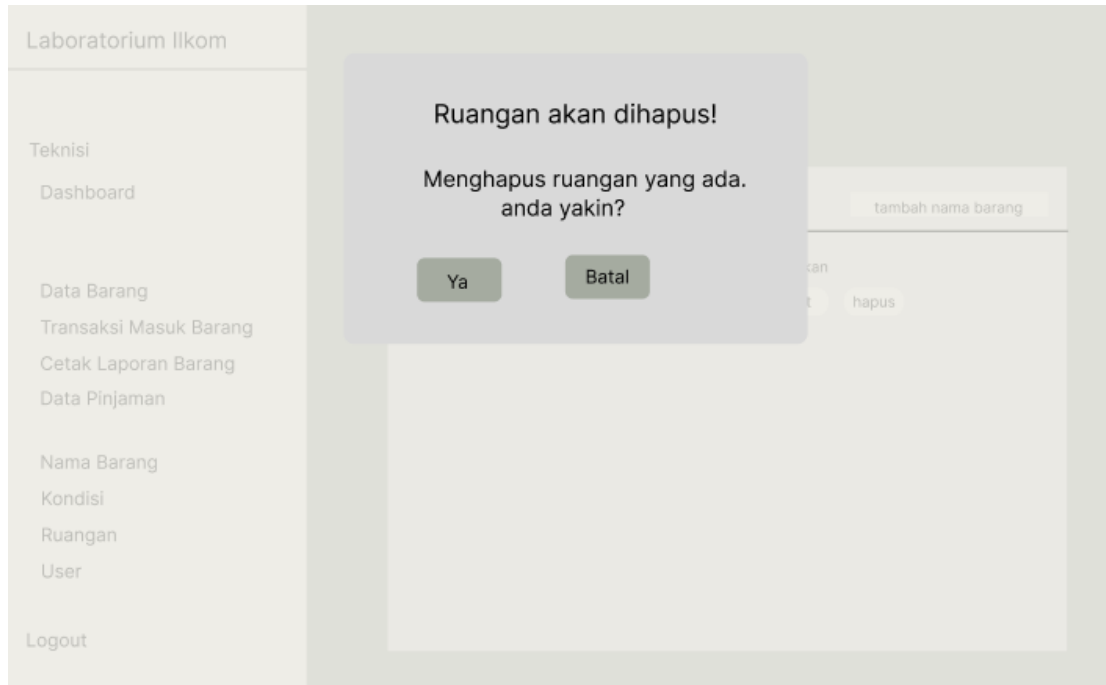 Laboratorium Ilkom
Teknisi
Dashboard
Data Barang
Transaksi Masuk Barang
Cetak Laporan Barang
Data Pinjaman
Nama Barang
Kondisi
Ruangan
User
Logout
Ruangan akan dihapus!
Menghapus ruangan yang ada.
anda yakin?
Ya
Batal
tambah nama barang
hapus